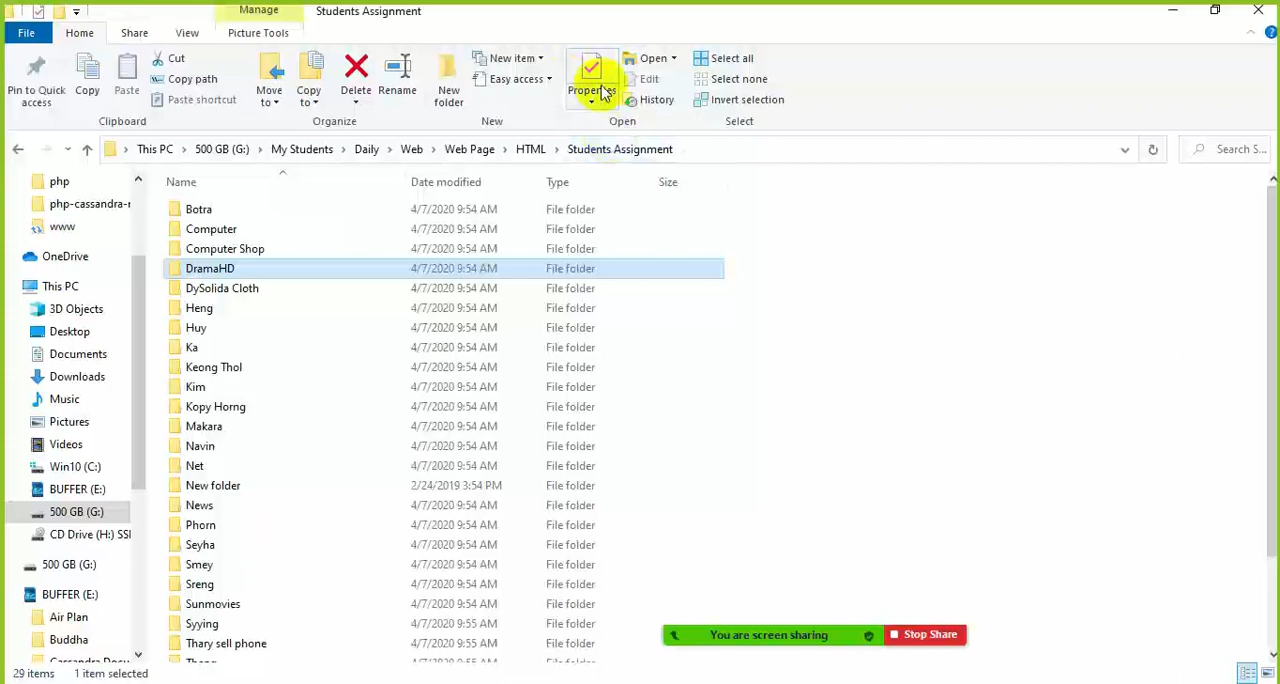 Manage
Students Assignment
File
Home
Share
View
Picture Tools
Pin to Quick access
Copy
Paste
Cut
Copy path
Paste shortcut
Clipboard
Move to
Copy to
Delete
Rename
Organize
New folder
New item
Easy access
New
Properties
Open
Edit
History
Open
Select all
Select none
Invert selection
Select
This PC
500 GB (G:)
My Students
Daily
Web
Web Page
HTML
Students Assignment
Search S...
php
php-cassandra-r
www
OneDrive
This PC
3D Objects
Desktop
Documents
Downloads
Music
Pictures
Videos
Win10 (C:)
BUFFER (E:)
500 GB (G:)
CD Drive (H:) SS
500 GB (G:)
BUFFER (E:)
Air Plan
Buddha
Cassandra Docu
Name Date modified Type Size
Botra 4/7/2020 9:54 AM File folder
Computer 4/7/2020 9:54 AM File folder
Computer Shop 4/7/2020 9:54 AM File folder
DramaHD 4/7/2020 9:54 AM File folder
DySolida Cloth 4/7/2020 9:54 AM File folder
Heng 4/7/2020 9:54 AM File folder
Huy 4/7/2020 9:54 AM File folder
Ka 4/7/2020 9:54 AM File folder
Keong Thol 4/7/2020 9:54 AM File folder
Kim 4/7/2020 9:54 AM File folder
Kopy Horng 4/7/2020 9:54 AM File folder
Makara 4/7/2020 9:54 AM File folder
Navin 4/7/2020 9:54 AM File folder
Net 4/7/2020 9:54 AM File folder
New folder 2/24/2019 3:54 PM File folder
News 4/7/2020 9:54 AM File folder
Phorn 4/7/2020 9:54 AM File folder
Seyha 4/7/2020 9:54 AM File folder
Smey 4/7/2020 9:54 AM File folder
Sreng 4/7/2020 9:54 AM File folder
Sunmovies 4/7/2020 9:54 AM File folder
Syying 4/7/2020 9:55 AM File folder
Thary sell phone 4/7/2020 9:55 AM File folder
You are screen sharing
Stop Share
29 items
1 item selected